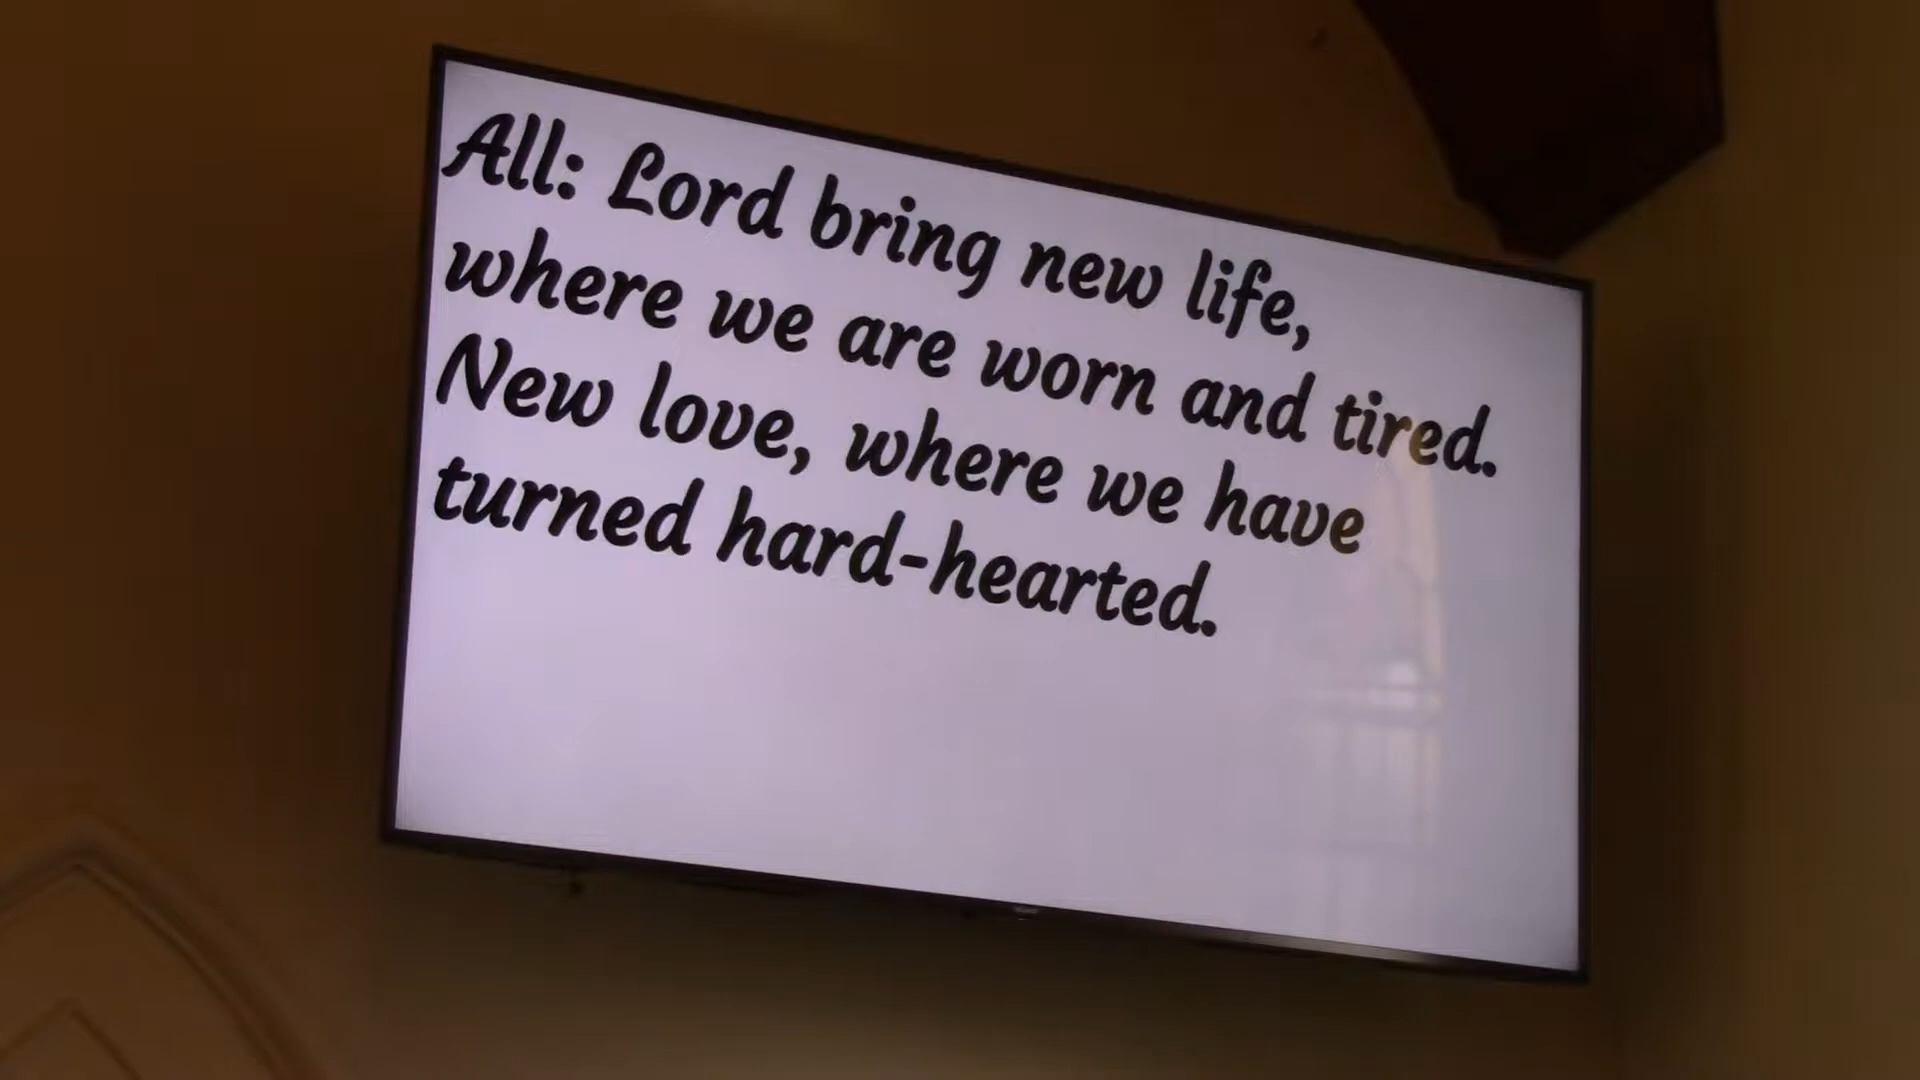 All: Lord bring new life,
where we are worn and tired.
New love, where we have
turned hard-hearted.